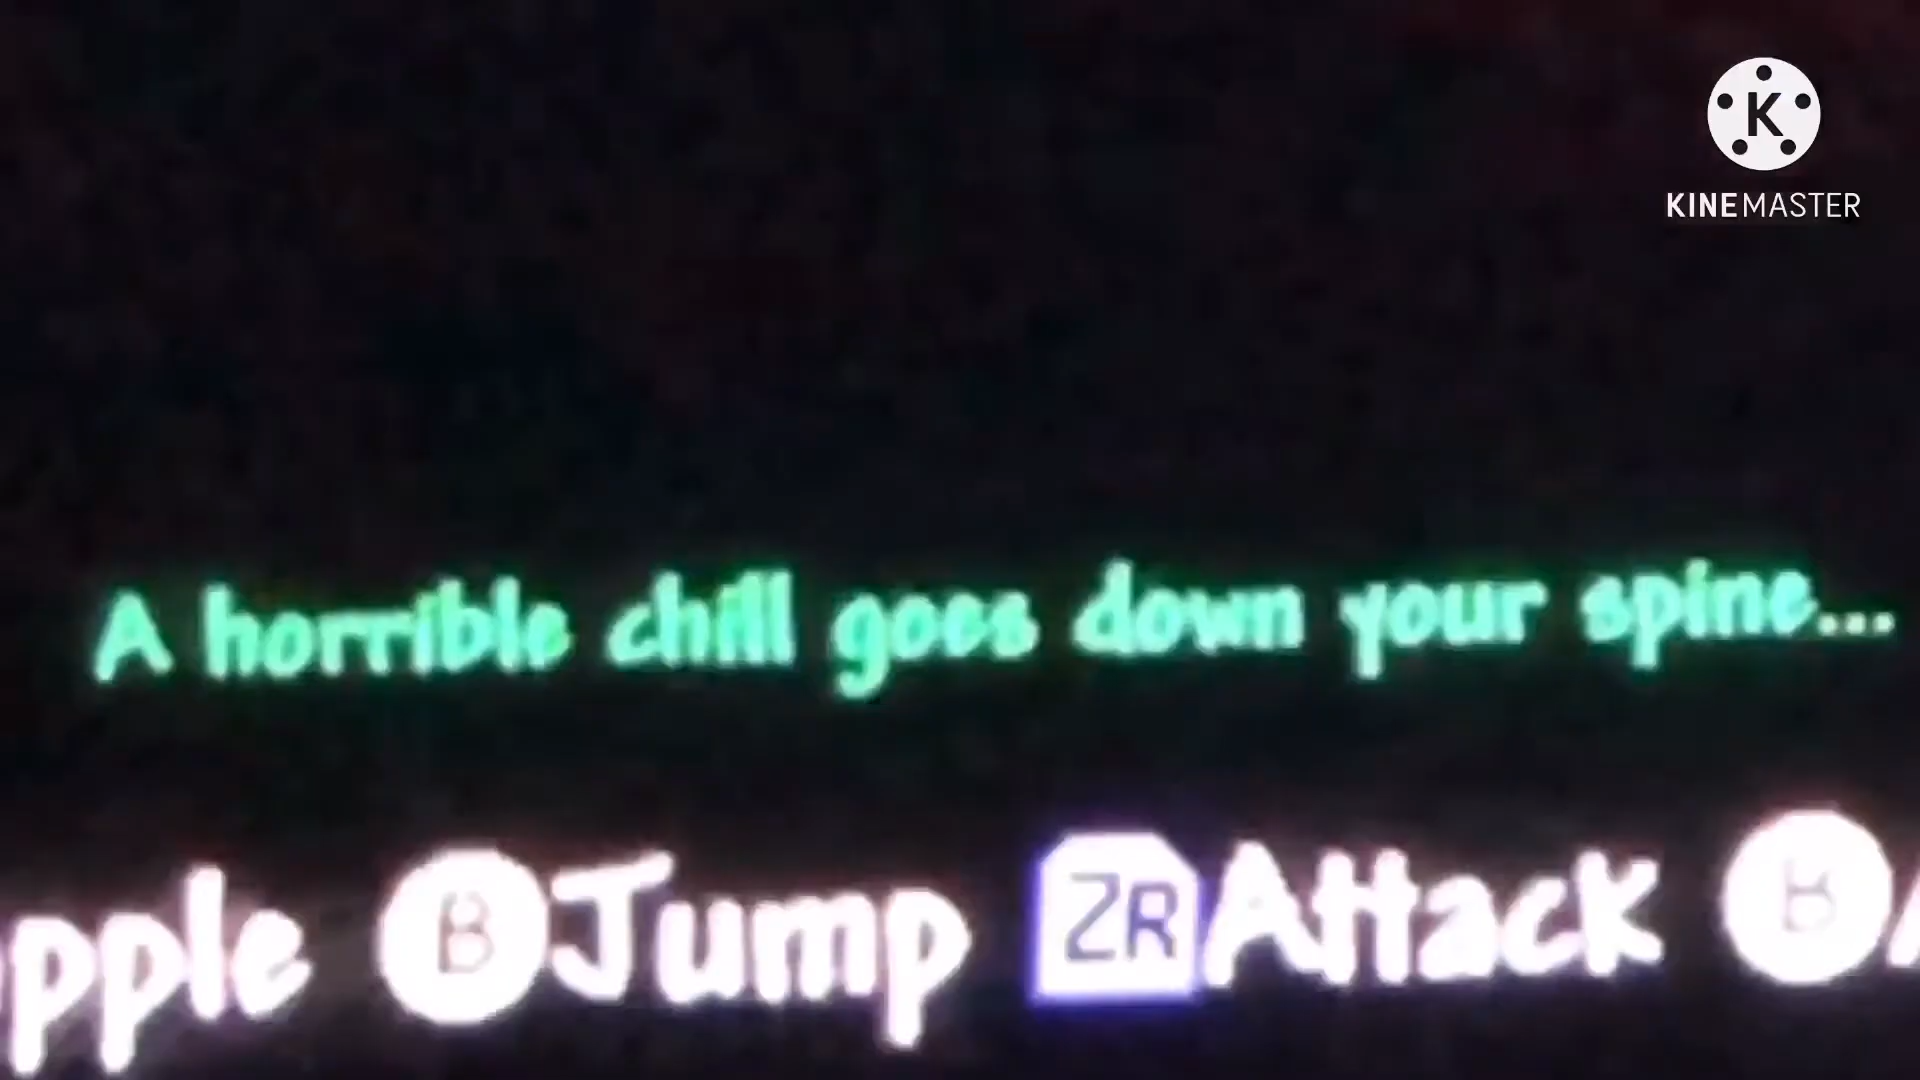 K
KINEMASTER
A horrible chill goes down your spine...
pple B Jump ZR Attack B